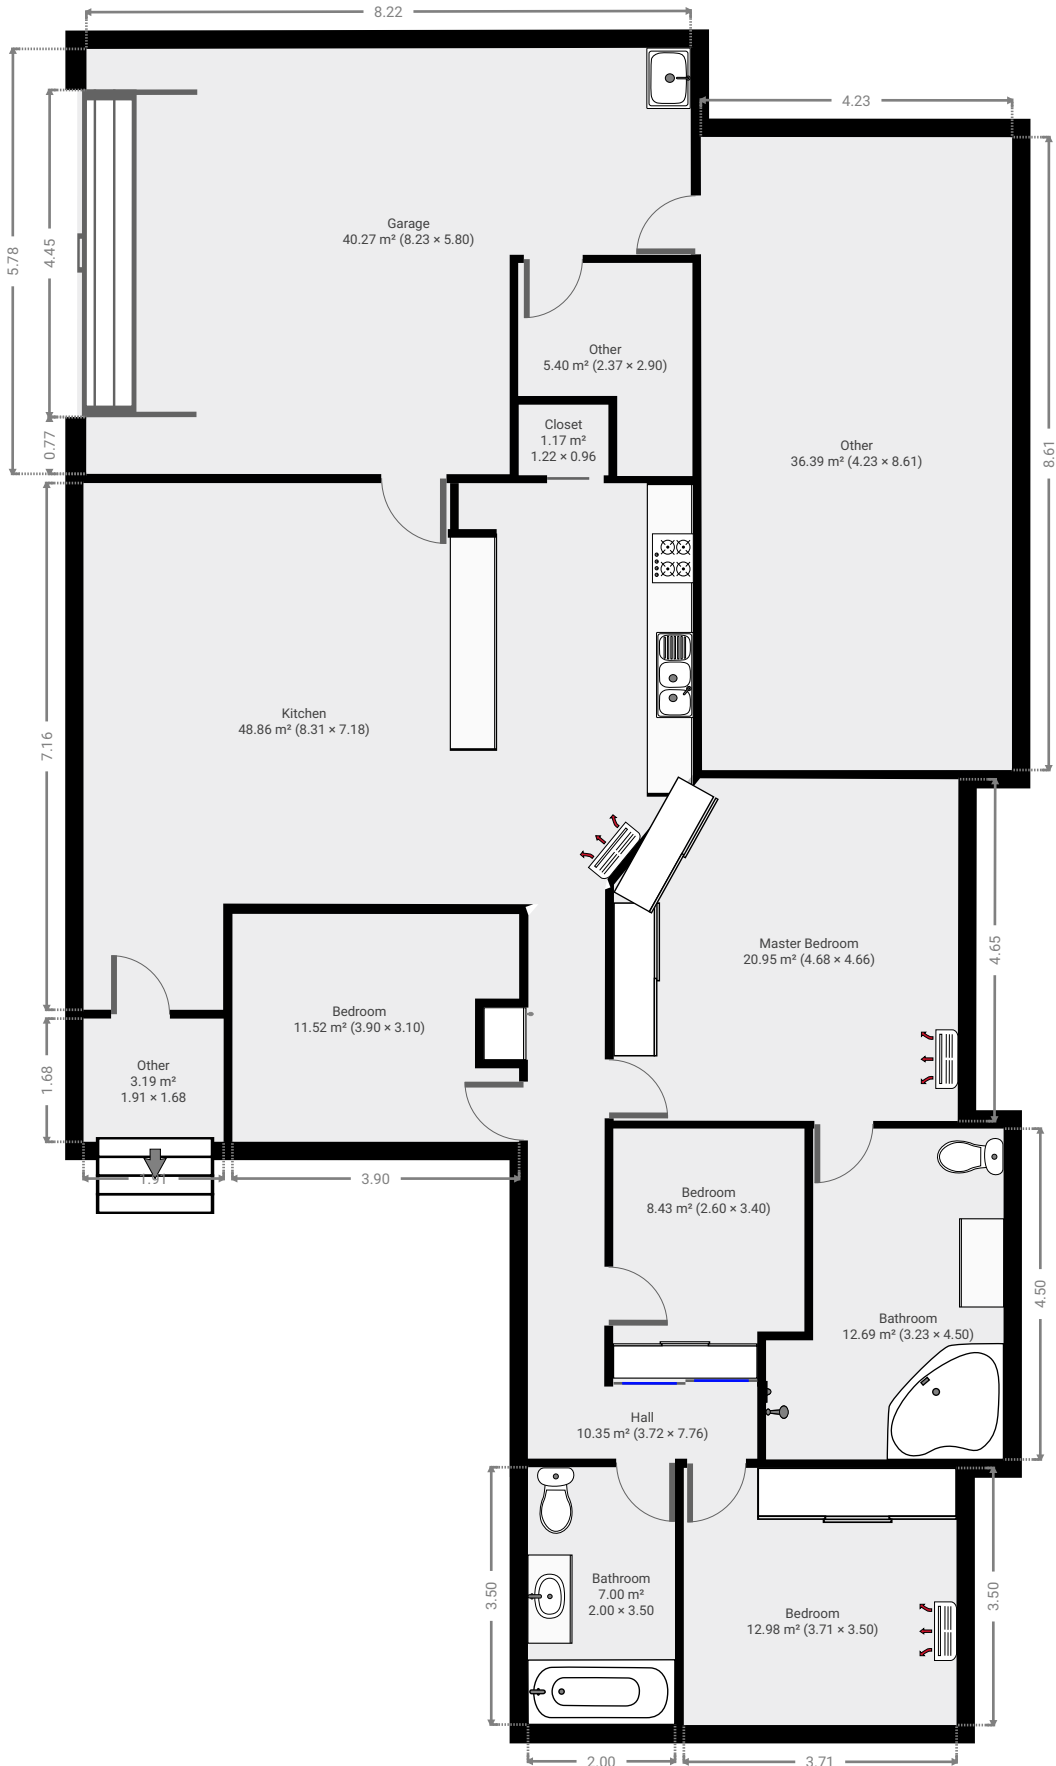 8.22
4.23
5.78
4.45
0.77
Garage
40.27 m² (8.23 × 5.80)
Other
5.40 m² (2.37 × 2.90)
Closet
1.17 m²
1.22 × 0.96
Other
36.39 m² (4.23 × 8.61)
8.61
7.16
Kitchen
48.86 m² (8.31 × 7.18)
Master Bedroom
20.95 m² (4.68 × 4.66)
4.65
Bedroom
11.52 m² (3.90 × 3.10)
Other
3.19 m²
1.91 × 1.68
1.68
1.91
3.90
Bedroom
8.43 m² (2.60 × 3.40)
Bathroom
12.69 m² (3.23 × 4.50)
4.50
Hall
10.35 m² (3.72 × 7.76)
3.50
Bathroom
7.00 m²
2.00 × 3.50
Bedroom
12.98 m² (3.71 × 3.50)
3.50
2.00
3.71